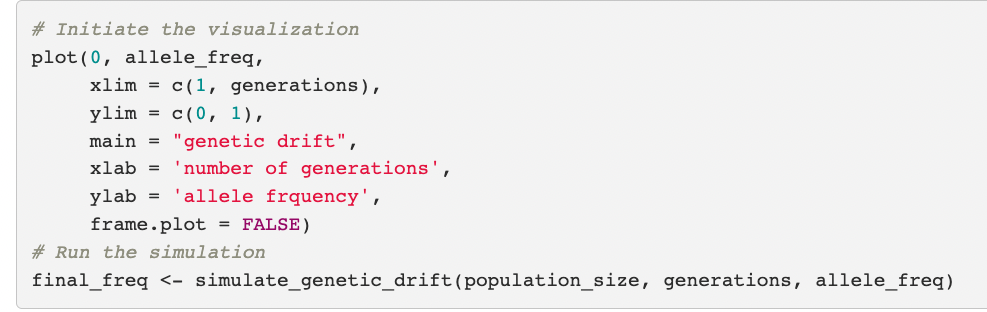 # Initiate the visualization
plot(0, allele_freq,
     xlim = c(1, generations),
     ylim = c(0, 1),
     main = "genetic drift",
     xlab = 'number of generations',
     ylab = 'allele frquency',
     frame.plot = FALSE)
# Run the simulation
final_freq <- simulate_genetic_drift(population_size, generations, allele_freq)